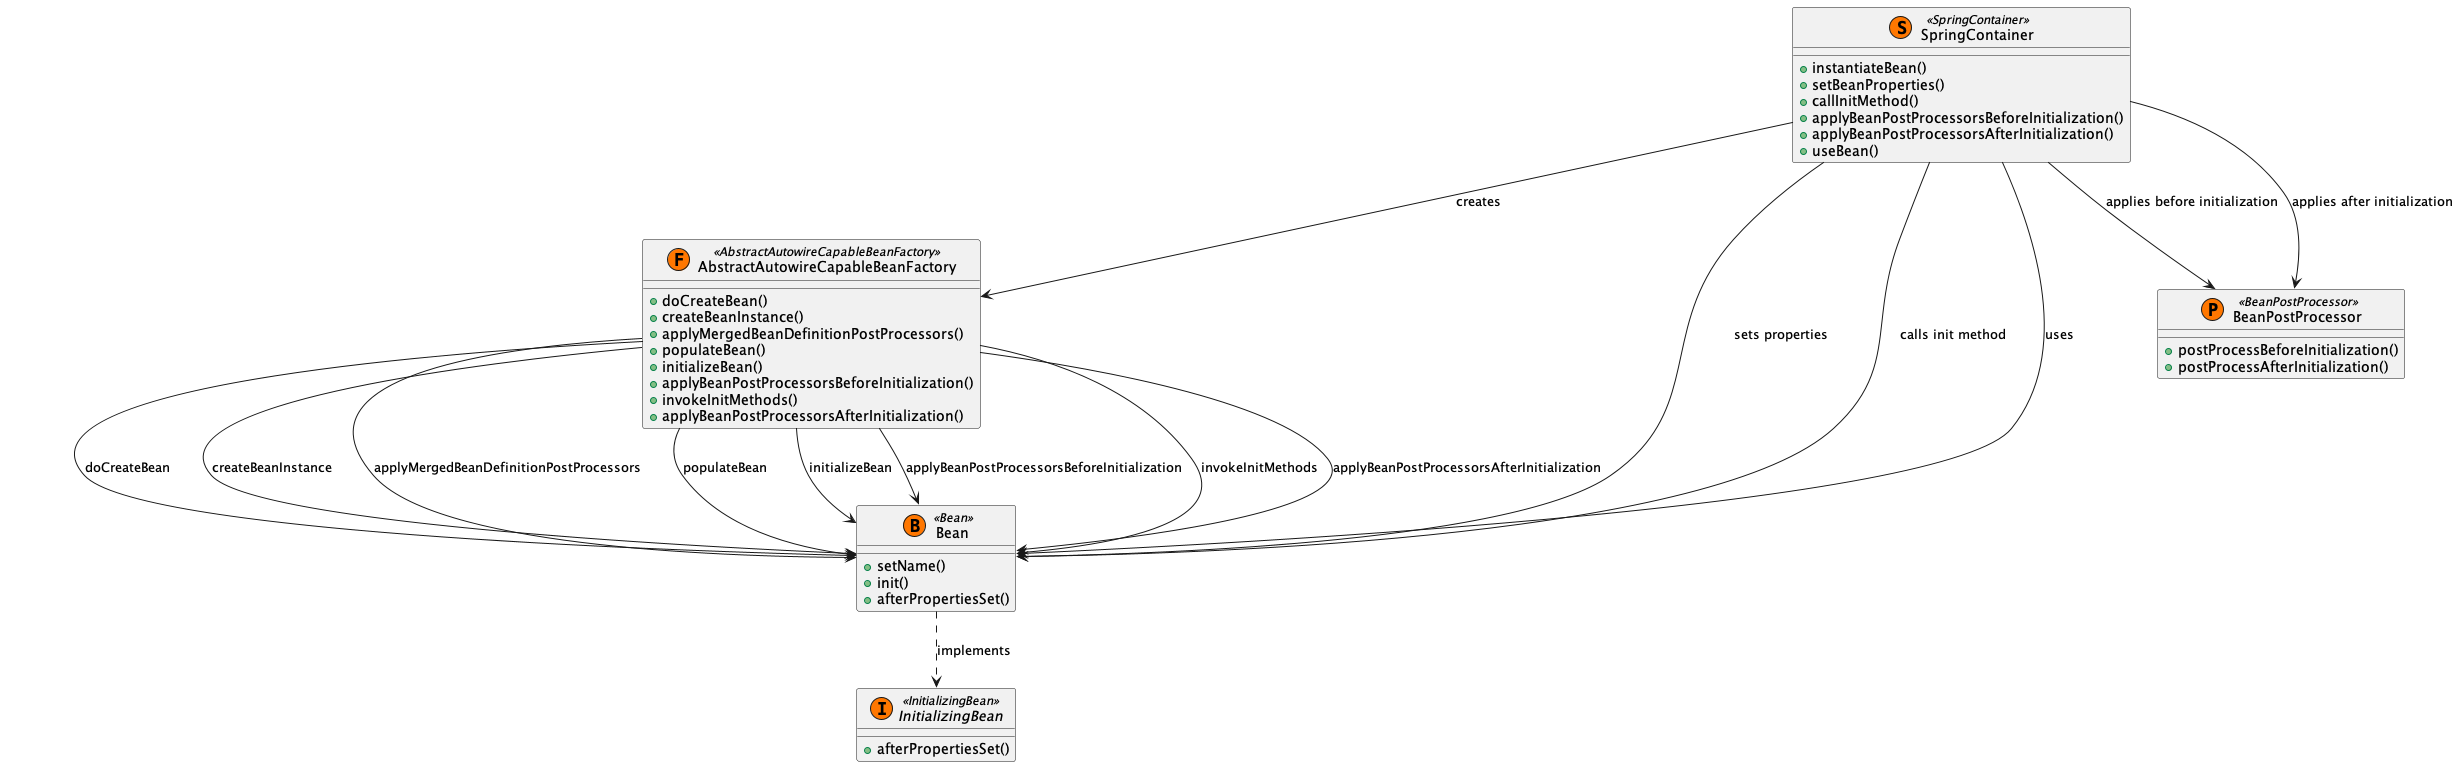 S
«SpringContainer»
SpringContainer
instantiateBean()
setBeanProperties()
callInitMethod()
applyBeanPostProcessorsBeforeInitialization()
applyBeanPostProcessorsAfterInitialization()
useBean()
creates
applies before initialization
applies after initialization
F
«AbstractAutowireCapableBeanFactory»
AbstractAutowireCapableBeanFactory
doCreateBean()
createBeanInstance()
applyMergedBeanDefinitionPostProcessors()
populateBean()
initializeBean()
applyBeanPostProcessorsBeforeInitialization()
invokeInitMethods()
applyBeanPostProcessorsAfterInitialization()
sets properties
calls init method
uses
P
«BeanPostProcessor»
BeanPostProcessor
postProcessBeforeInitialization()
postProcessAfterInitialization()
doCreateBean
createBeanInstance
applyMergedBeanDefinitionPostProcessors
populateBean
initializeBean
applyBeanPostProcessorsBeforeInitialization
invokeInitMethods
applyBeanPostProcessorsAfterInitialization
B
«Bean»
Bean
setName()
init()
afterPropertiesSet()
implements
I
«InitializingBean»
InitializingBean
afterPropertiesSet()